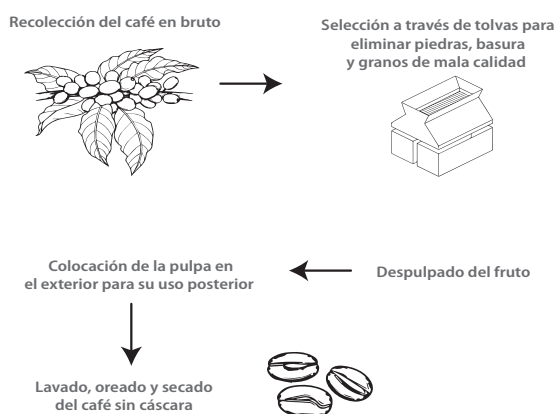 Recolección del café en bruto
Selección a través de tolvas para
eliminar piedras, basura
y granos de mala calidad
Despulpado del fruto
Colocación de la pulpa en
el exterior para su uso posterior
Lavado, oreado y secado
del café sin cáscara